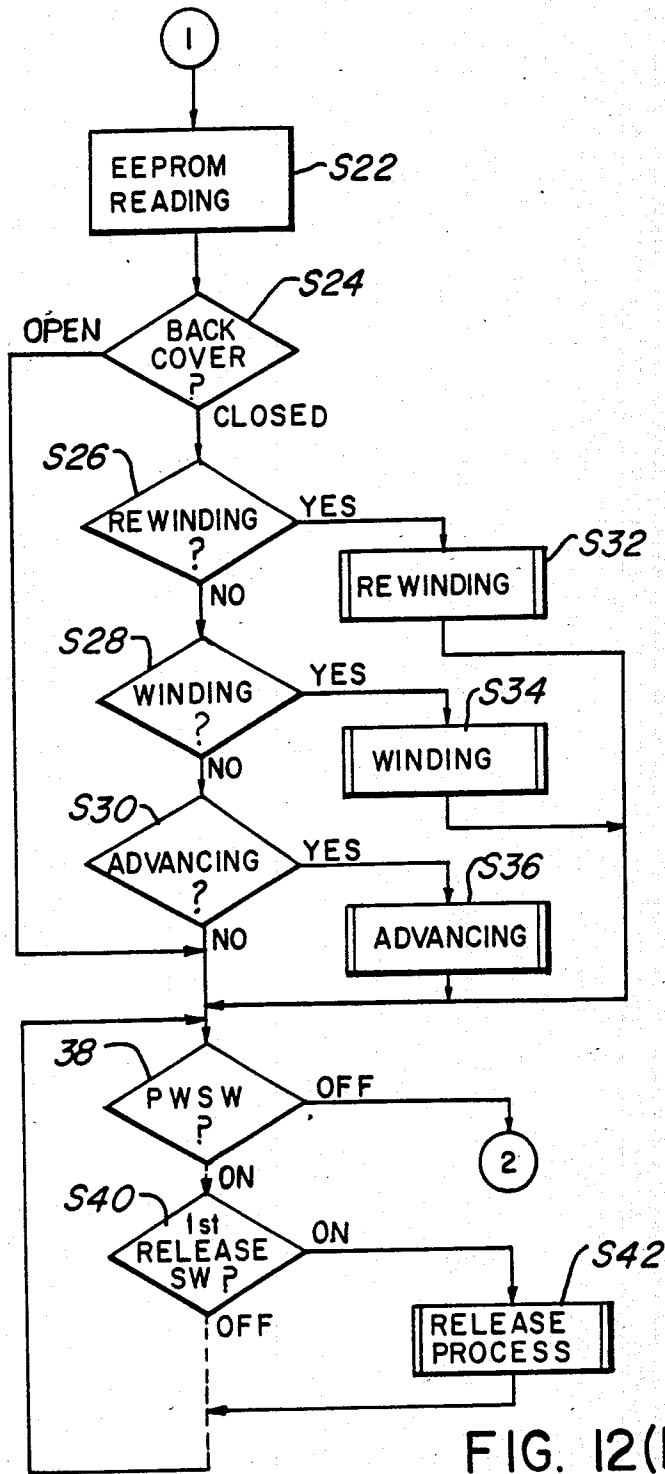 1
EEPROM
READING
S22
S24
OPEN
BACK
COVER
?
CLOSED
S26
REWINDING
?
YES
NO
S32
REWINDING
S28
WINDING
?
YES
NO
S34
WINDING
S30
ADVANCING
?
YES
NO
S36
ADVANCING
38
PWSW
?
OFF
ON
2
S40
1st
RELEASE
SW ?
ON
OFF
S42
RELEASE
PROCESS
FIG. 12(